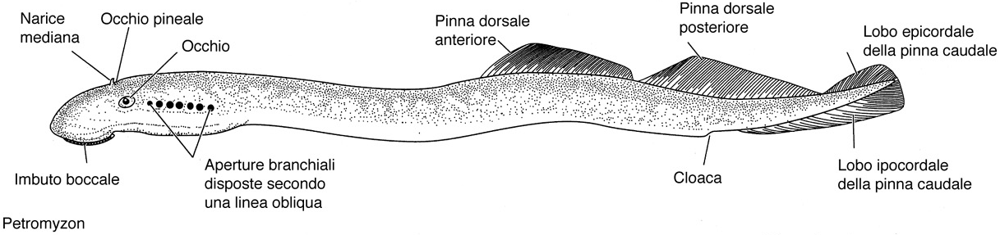 Narice
mediana
Occhio pineale
Occhio
Pinna dorsale
anteriore
Pinna dorsale
posteriore
Lobo epicordale
della pinna caudale
Imbuto boccale
Aperture branchiali
disposte secondo
una linea obliqua
Cloaca
Lobo ipocordale
della pinna caudale
Petromyzon